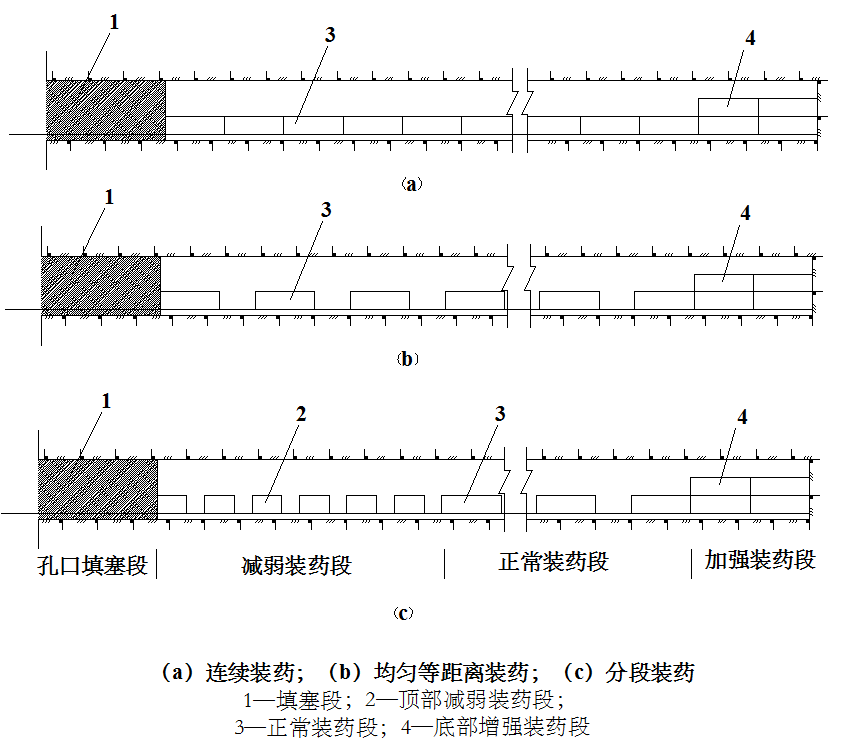 1
3
4
(a)
1
3
4
(b)
1
2
3
4
孔口填塞段 减弱装药段 正常装药段 加强装药段
(c)
（a）连续装药；（b）均匀等距离装药；（c）分段装药
1—填塞段；2—顶部减弱装药段；
3—正常装药段；4—底部增强装药段